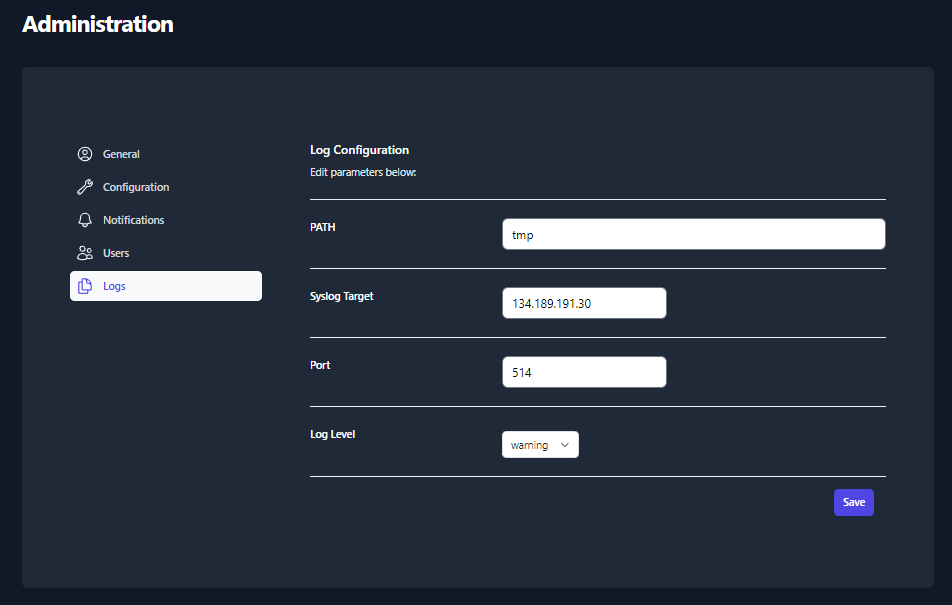 Administration
General
Configuration
Notifications
Users
Logs
Log Configuration
Edit parameters below:
PATH
tmp
Syslog Target
134.189.191.30
Port
514
Log Level
warning
Save